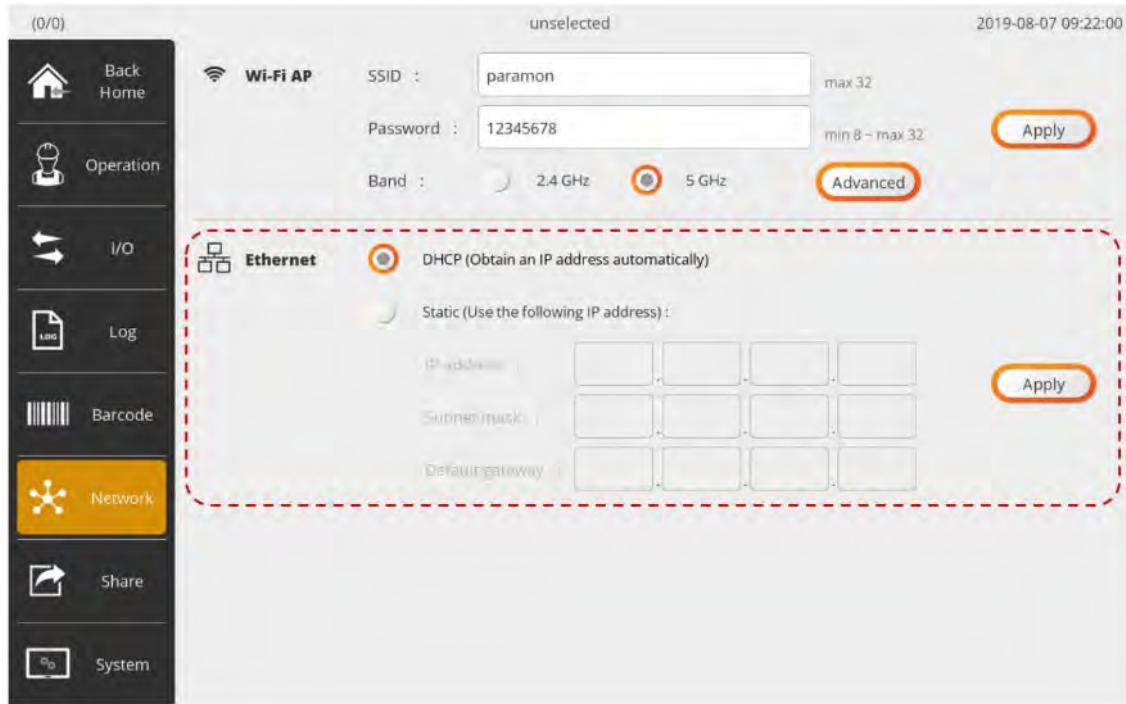 (0/0) unselected 2019-08-07 09:22:00
Back
Home
Operation
I/O
LOG
Log
Barcode
Network
Share
System
Wi-Fi AP SSID : paramon max 32
Password : 12345678 min 8 ~ max 32 Apply
Band : 2.4 GHz 5 GHz Advanced
Ethernet DHCP (Obtain an IP address automatically)
Static (Use the following IP address) :
IP address :
. . .
Apply
Subnet mask :
. . .
Default gateway :
. . .